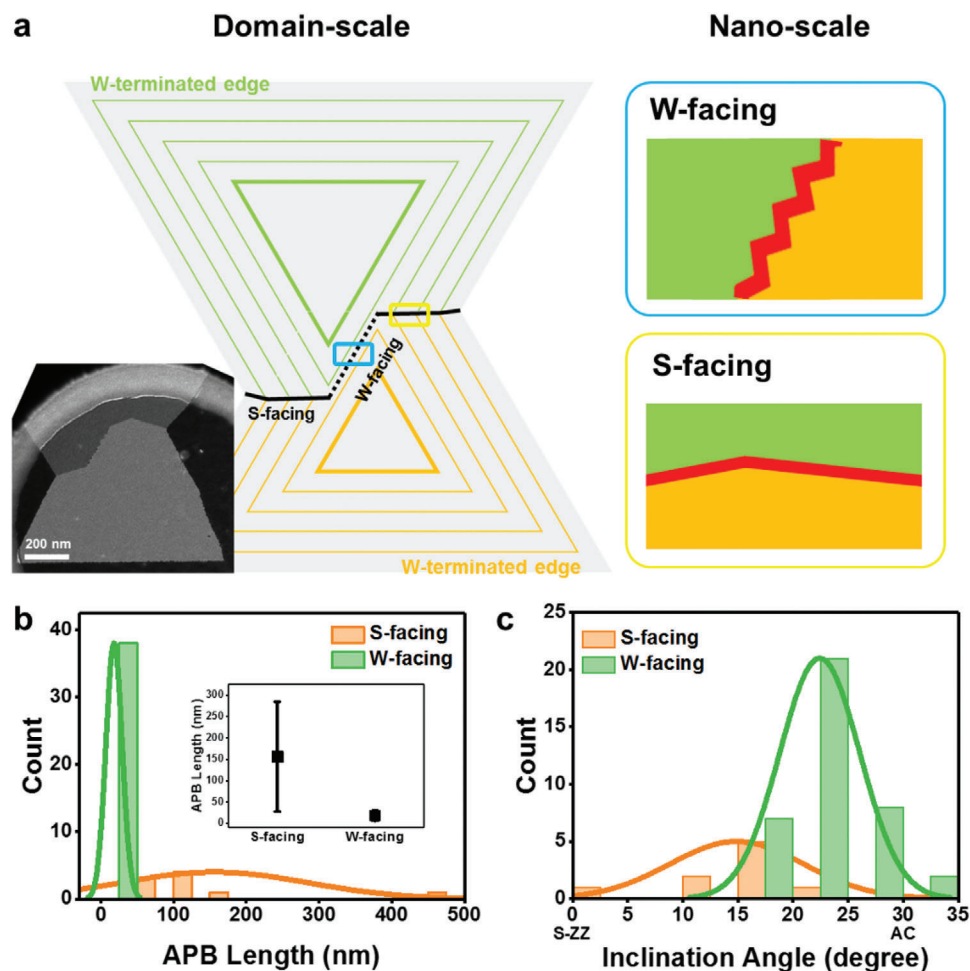 a
Domain-scale
Nano-scale
W-terminated edge
W-facing
S-facing
W-facing
S-facing
200 nm
W-terminated edge
b
40
30
20
10
0
Count
S-facing
W-facing
300
250
200
150
100
50
0
APB Length (nm)
S-facing
W-facing
0
100
200
300
400
500
APB Length (nm)
c
25
20
15
10
5
0
Count
S-facing
W-facing
0
5
10
15
20
25
30
35
S-ZZ
AC
Inclination Angle (degree)